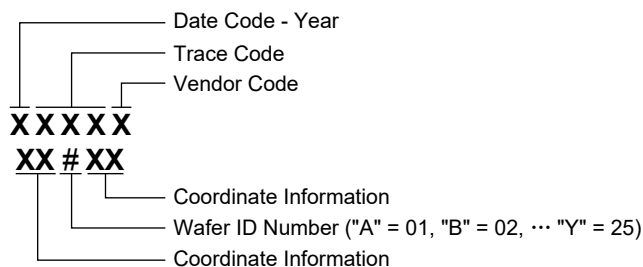 Date Code - Year
Trace Code
Vendor Code
XXXXX
XX # XX
Coordinate Information
Wafer ID Number ("A" = 01, "B" = 02, ··· "Y" = 25)
Coordinate Information